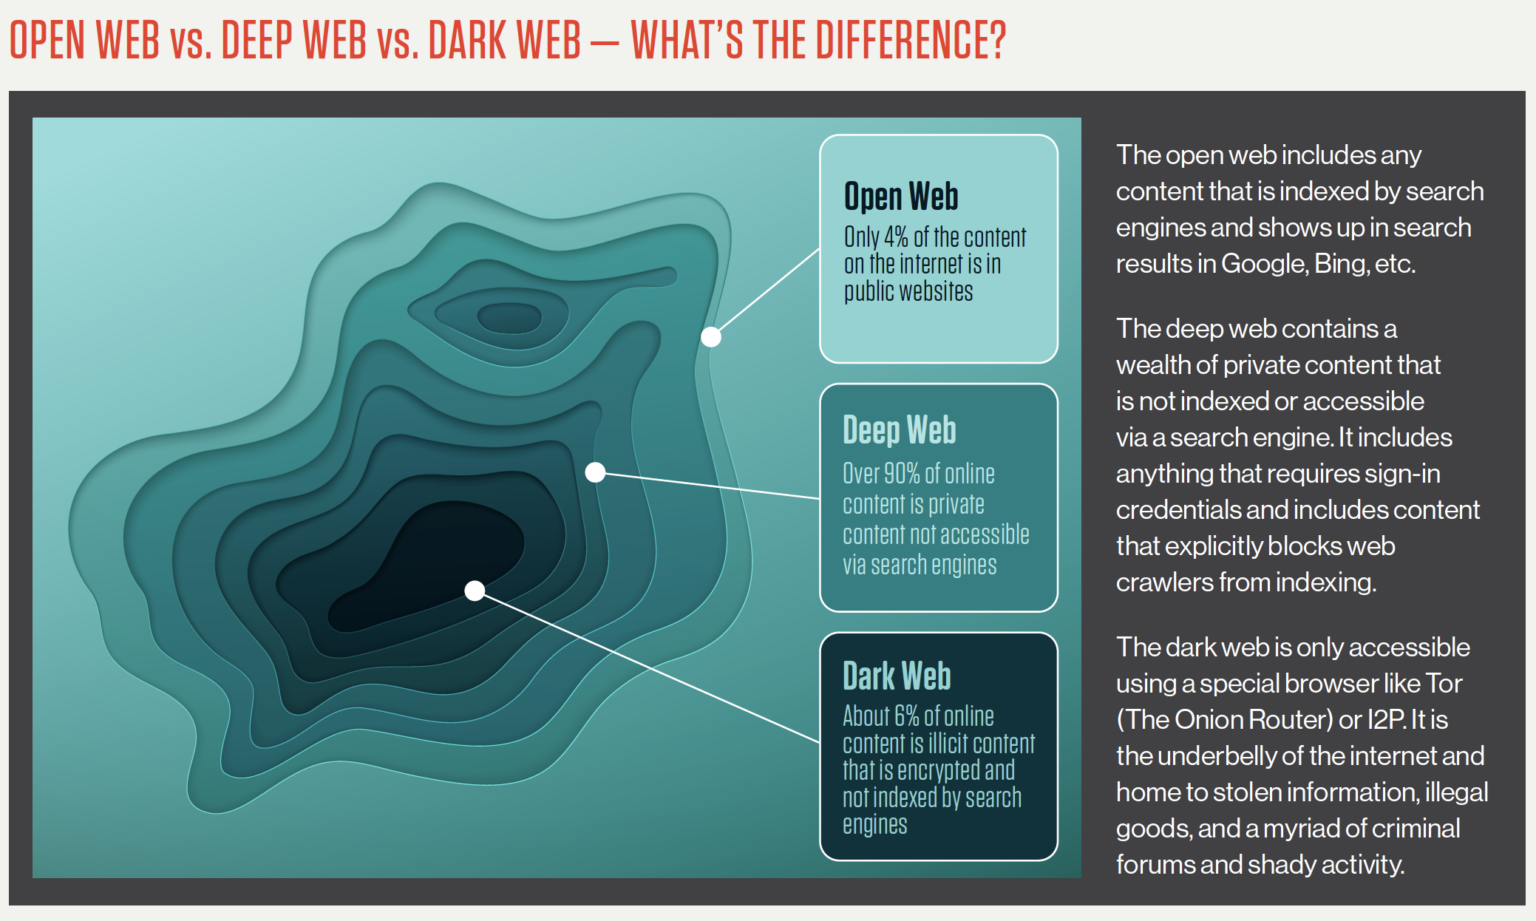 OPEN WEB vs. DEEP WEB vs. DARK WEB — WHAT'S THE DIFFERENCE?
Open Web
Only 4% of the content
on the internet is in
public websites
Deep Web
Over 90% of online
content is private
content not accessible
via search engines
Dark Web
About 6% of online
content is illicit content
that is encrypted and
not indexed by search
engines
The open web includes any
content that is indexed by search
engines and shows up in search
results in Google, Bing, etc.
The deep web contains a
wealth of private content that
is not indexed or accessible
via a search engine. It includes
anything that requires sign-in
credentials and includes content
that explicitly blocks web
crawlers from indexing.
The dark web is only accessible
using a special browser like Tor
(The Onion Router) or I2P. It is
the underbelly of the internet and
home to stolen information, illegal
goods, and a myriad of criminal
forums and shady activity.